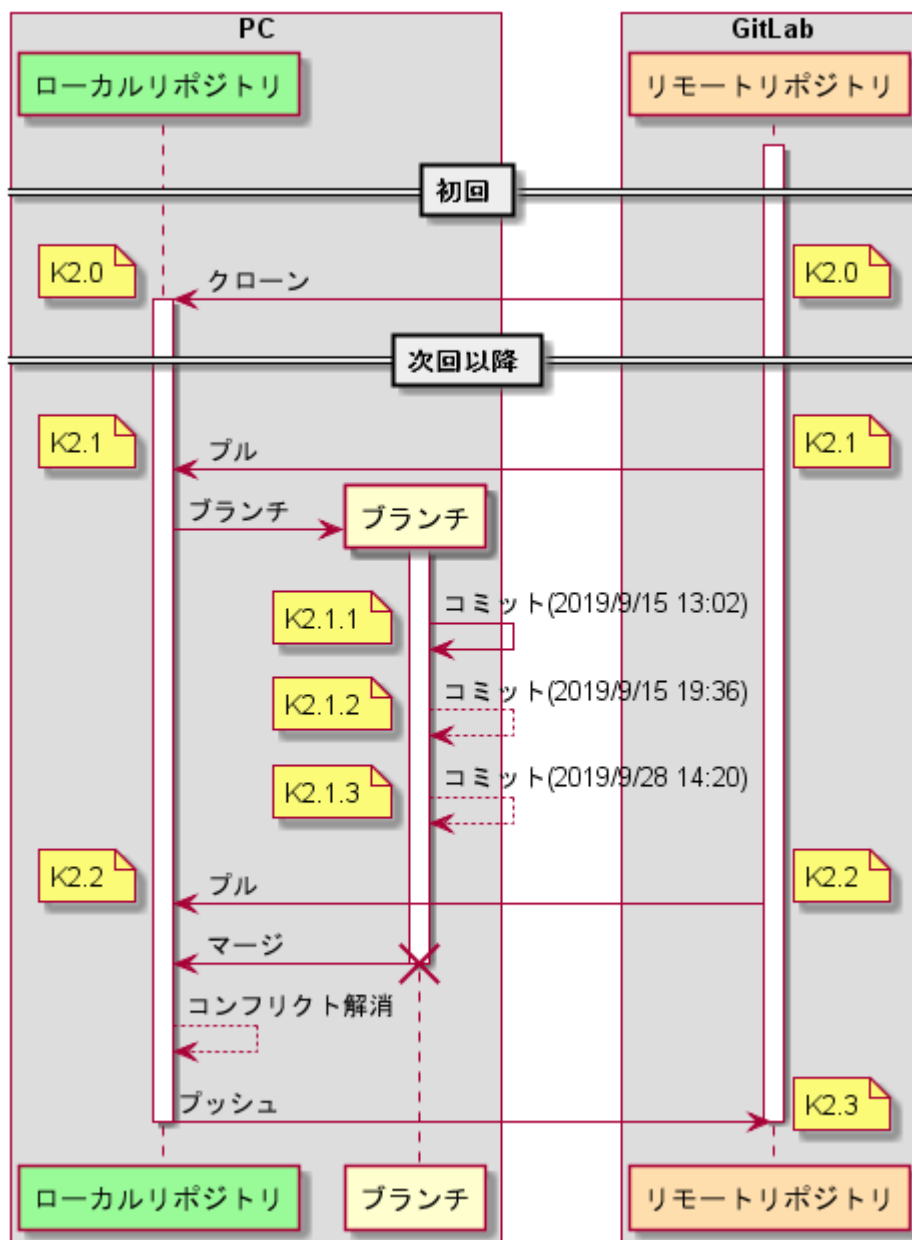 PC
GitLab
ローカルリポジトリ
リモートリポジトリ
初回
K2.0
クローン
K2.0
次回以降
K2.1
プル
K2.1
ブランチ
ブランチ
K2.1.1
コミット(2019/9/15 13:02)
K2.1.2
コミット(2019/9/15 19:36)
K2.1.3
コミット(2019/9/28 14:20)
K2.2
プル
K2.2
マージ
コンフリクト解消
プッシュ
K2.3
ローカルリポジトリ
ブランチ
リモートリポジトリ